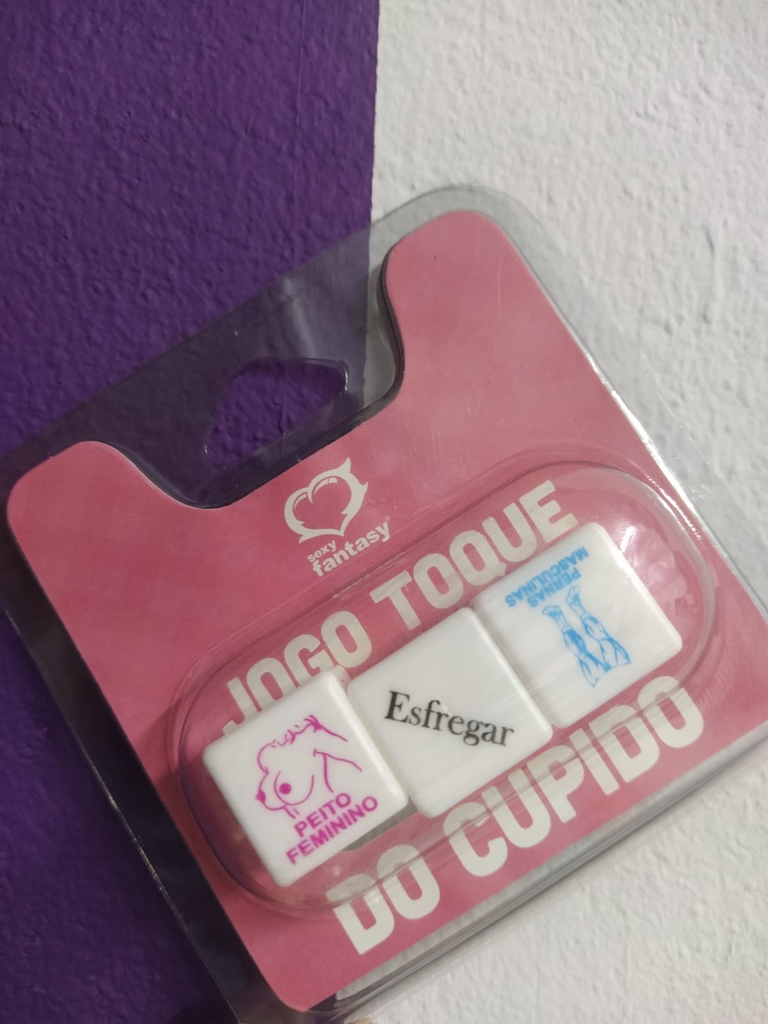 sexy
fantasy
JOGO TOQUE
PERNAS
MASCULINAS
Esfregar
PEITO
FEMININO
DO CUPIDO